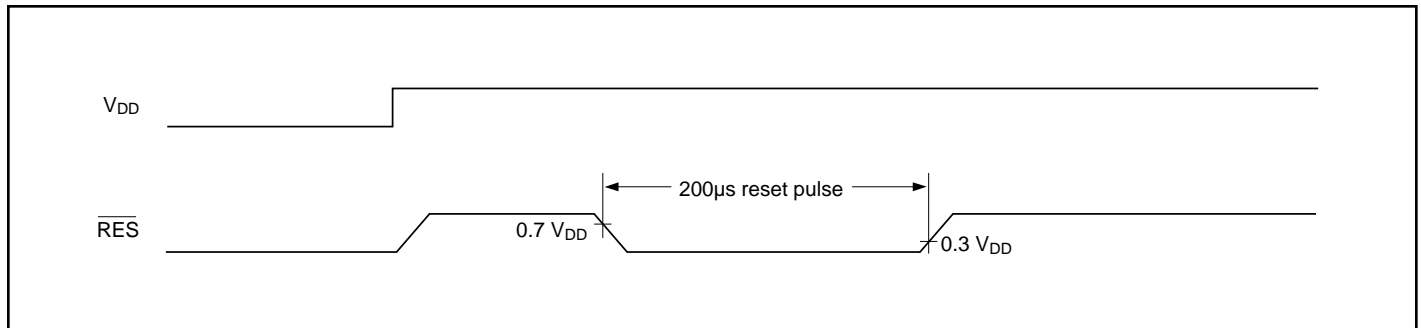 VDD
200µs reset pulse
RES
0.7 VDD
0.3 VDD